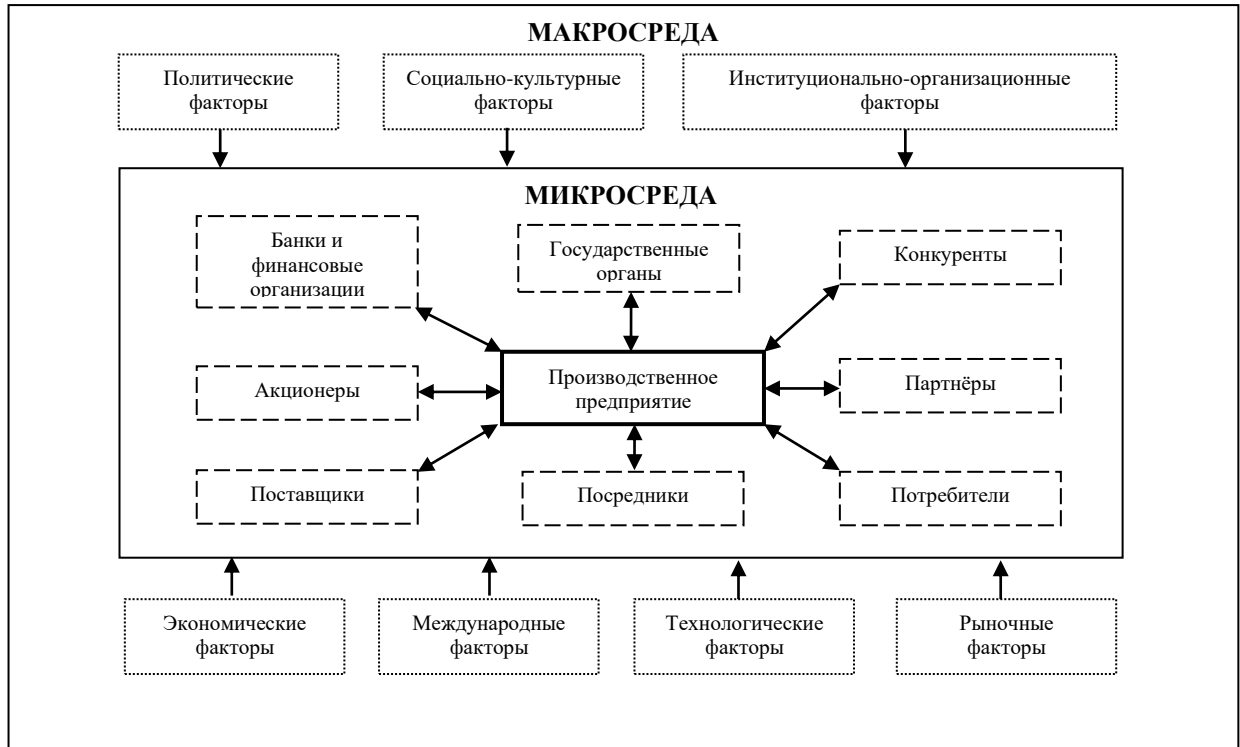 МАКРОСРЕДА
Политические
факторы
Социально-культурные
факторы
Институционально-организационные
факторы
МИКРОСРЕДА
Банки и
финансовые
организации
Государственные
органы
Конкуренты
Акционеры
Производственное
предприятие
Партнёры
Поставщики
Посредники
Потребители
Экономические
факторы
Международные
факторы
Технологические
факторы
Рыночные
факторы